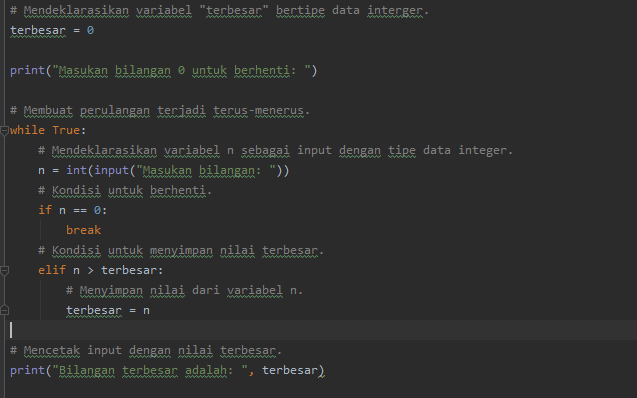 # Mendeklarasikan variabel "terbesar" bertipe data interger.
terbesar = 0
print("Masukan bilangan 0 untuk berhenti: ")
# Membuat perulangan terjadi terus-menerus.
while True:
# Mendeklarasikan variabel n sebagai input dengan tipe data integer.
n = int(input("Masukan bilangan: "))
# Kondisi untuk berhenti.
if n == 0:
break
# Kondisi untuk menyimpan nilai terbesar.
elif n > terbesar:
# Menyimpan nilai dari variabel n.
terbesar = n
# Mencetak input dengan nilai terbesar.
print("Bilangan terbesar adalah: ", terbesar)